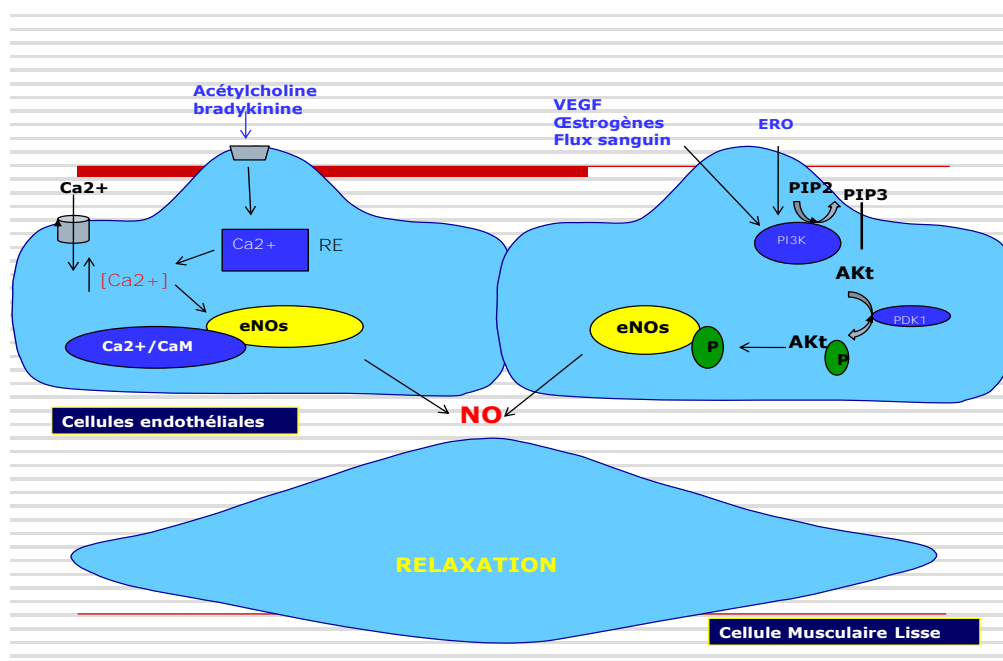 Acétylcholine
bradykinine
VEGF
Œstrogènes
Flux sanguin
ERO
Ca2+
PIP2
PIP3
Ca2+
RE
PI3K
[Ca2+]
AKt
eNOs
Ca2+/CaM
eNOs
P
AKt
P
PDK1
NO
Cellules endothéliales
RELAXATION
Cellule Musculaire Lisse